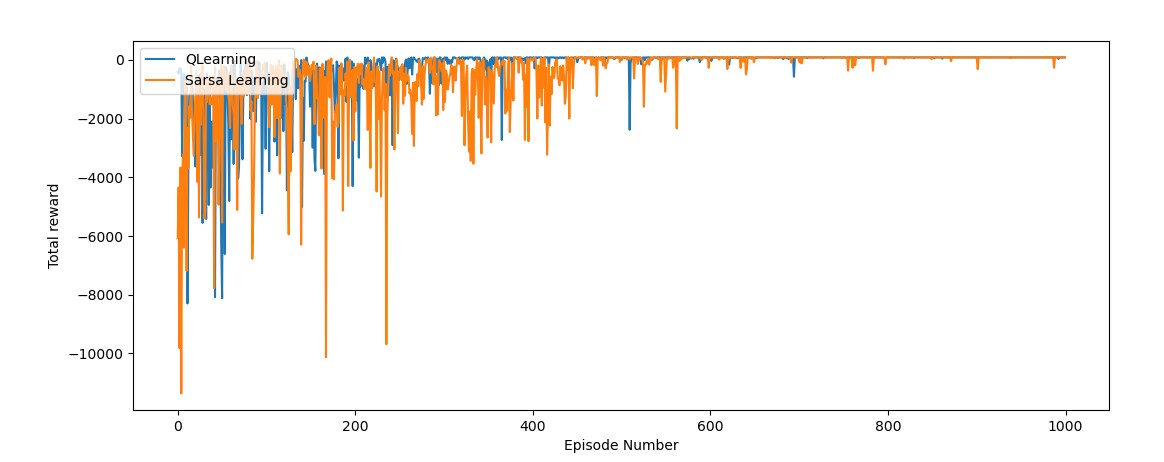 QLearning
Sarsa Learning
Total reward
0
−2000
−4000
−6000
−8000
−10000
0 200 400 600 800 1000
Episode Number